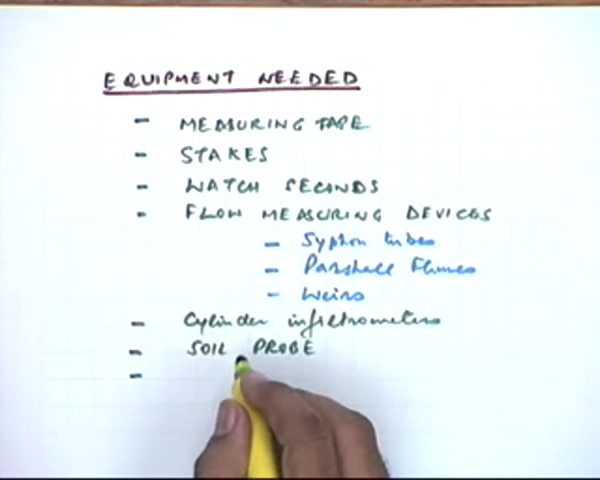 EQUIPMENT NEEDED
- MEASURING TAPE
- STAKES
- WATCH SECONDS
- FLOW MEASURING DEVICES
- Syphon tubes
- Parshall Flumes
- Weirs
- Cylinder infiltrometers
- SOIL PROBE
-